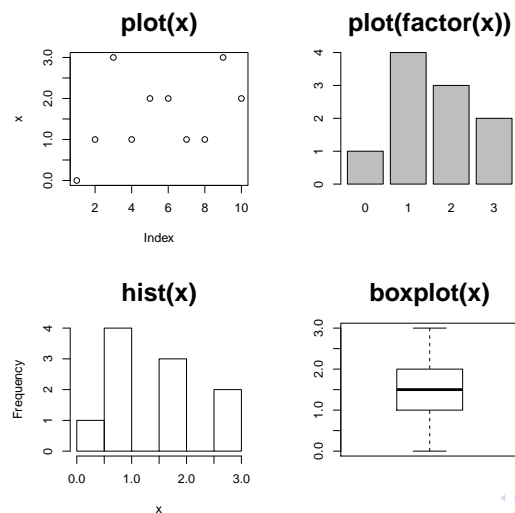 plot(x)
x
0.0 1.0 2.0 3.0
2 4 6 8 10
Index
plot(factor(x))
0 1 2 3 4
0 1 2 3
hist(x)
Frequency
0 1 2 3 4
0.0 1.0 2.0 3.0
x
boxplot(x)
0.0 1.0 2.0 3.0